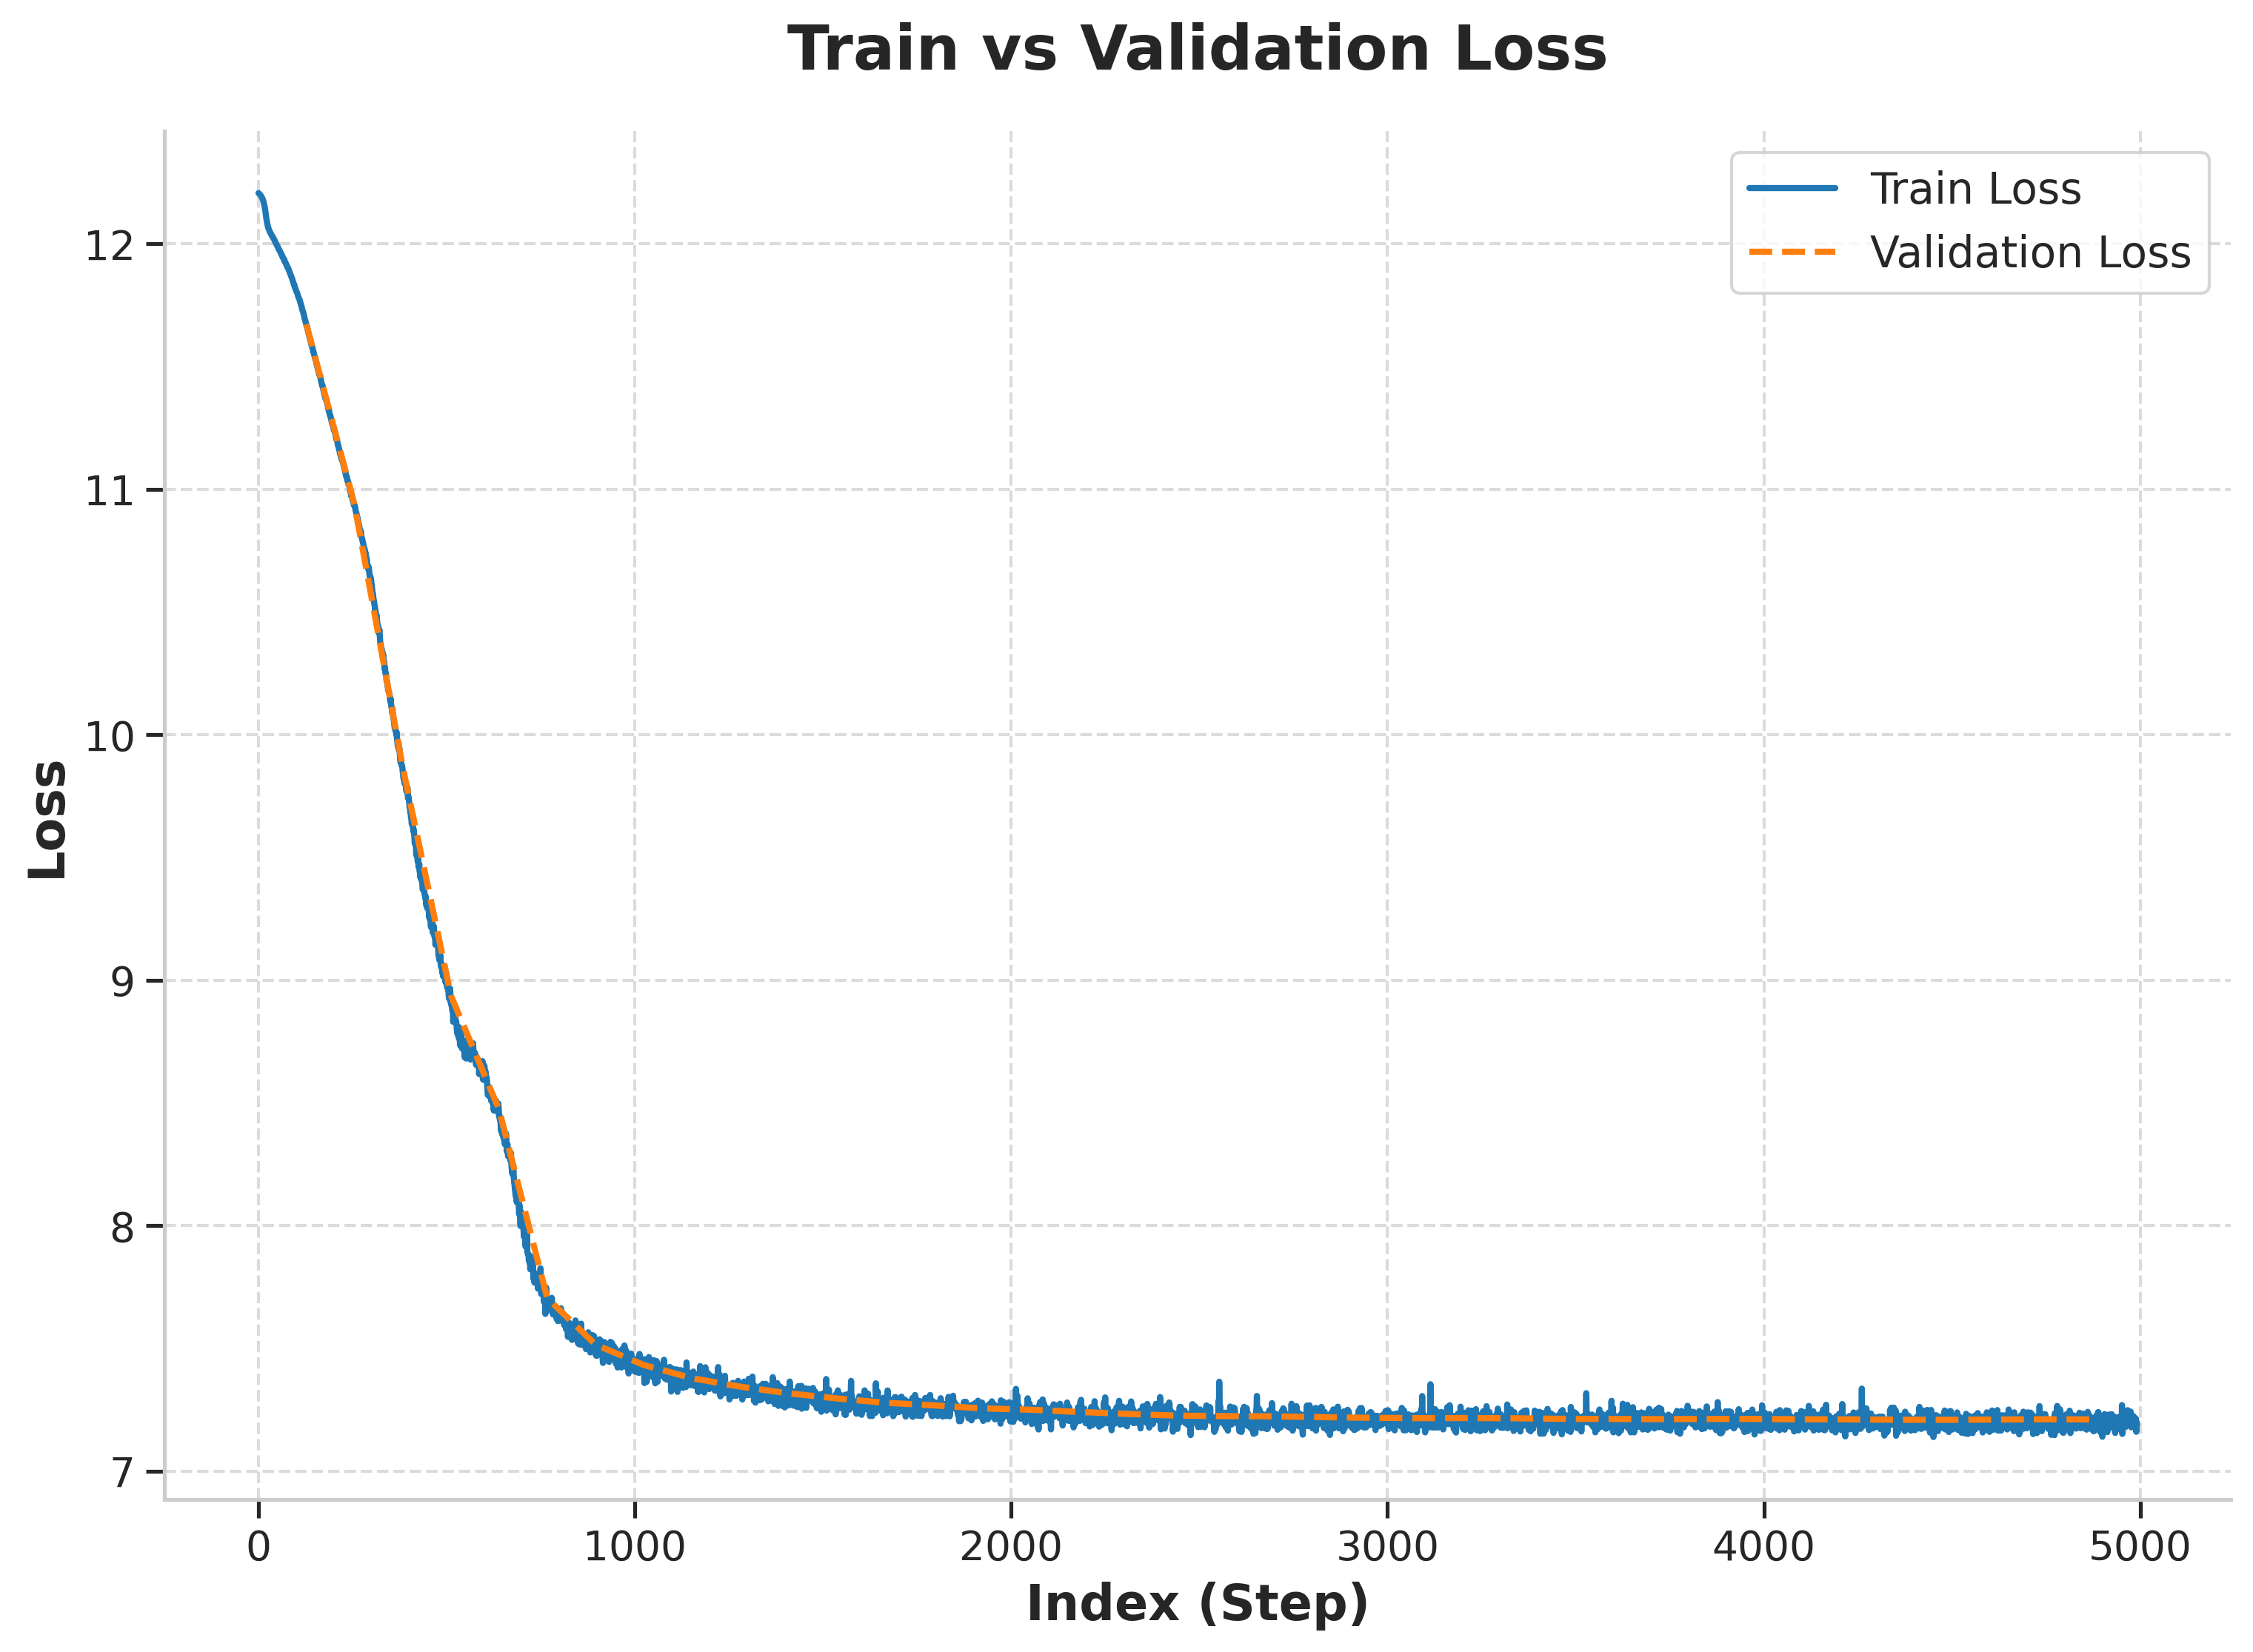 Train vs Validation Loss
Train Loss
Validation Loss
12
11
10
9
8
7
Loss
0 1000 2000 3000 4000 5000
Index (Step)